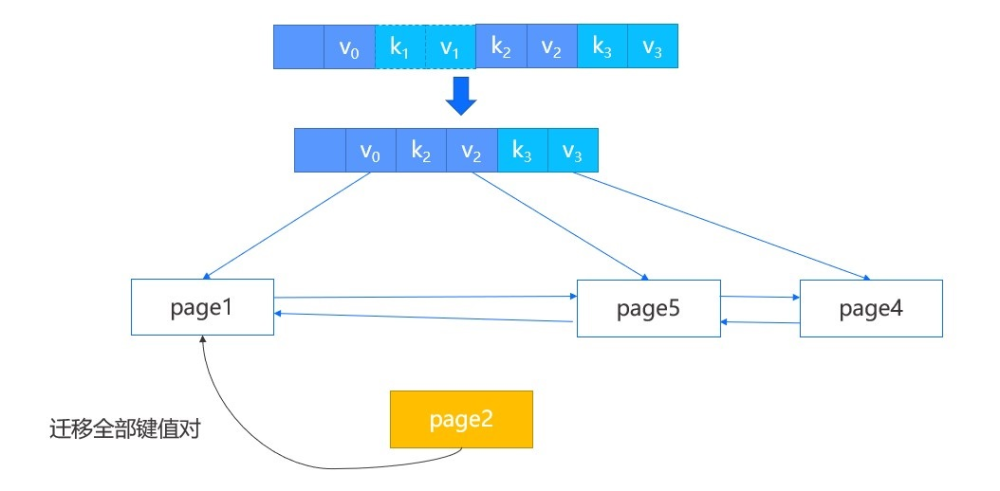 v₀ k₁ v₁ k₂ v₂ k₃ v₃
v₀ k₂ v₂ k₃ v₃
page1 page5 page4
page2
迁移全部键值对